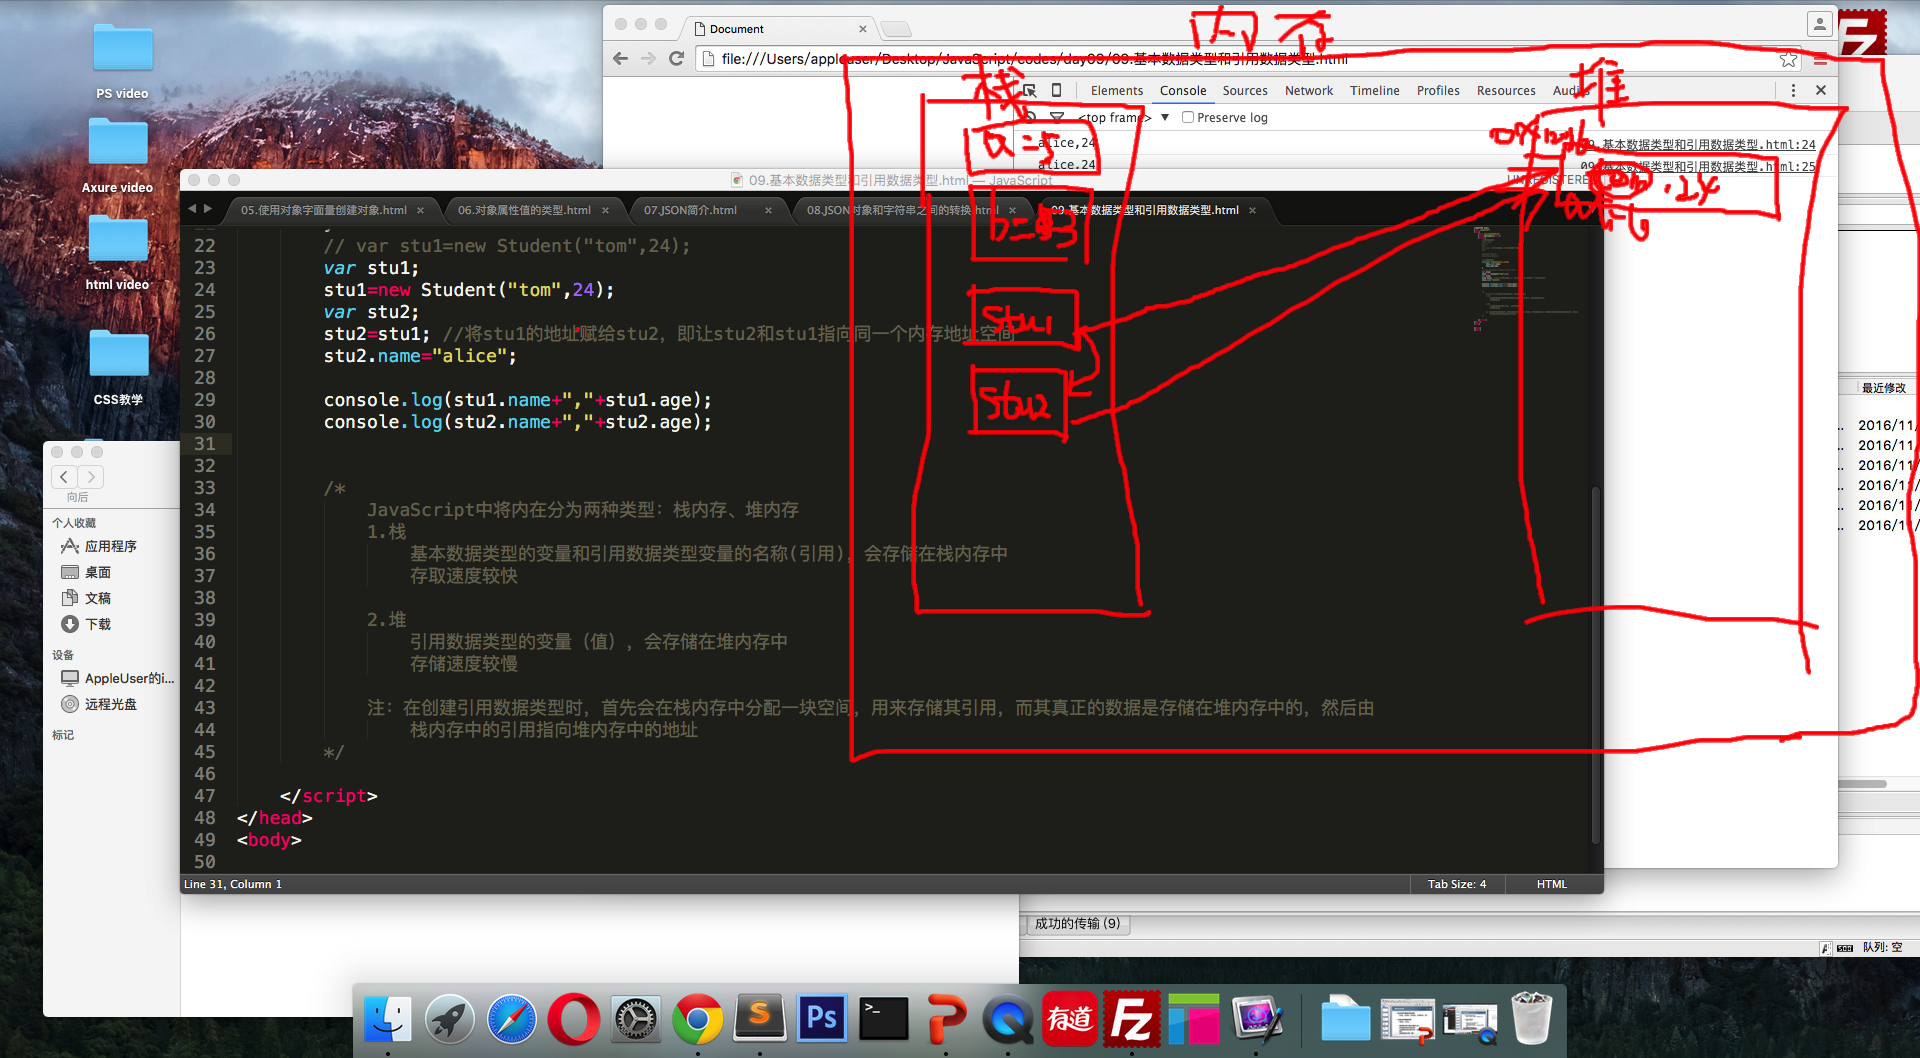 PS video
Axure video
html video
CSS教学
内存
Document
file:///Users/appleuser/Desktop/JavaScript/codes/day09/09.基本数据类型和引用数据类型.html
栈
堆
Elements Console Sources Network Timeline Profiles Resources Audits
<top frame> ▼ Preserve log
alice,24 09.基本数据类型和引用数据类型.html:24
alice,24 09.基本数据类型和引用数据类型.html:25
09.基本数据类型和引用数据类型.html — JavaScript
05.使用对象字面量创建对象.html × 06.对象属性值的类型.html × 07.JSON简介.html × 08.JSON对象和字符串之间的转换.html × 09.基本数据类型和引用数据类型.html ×
22 // var stu1=new Student("tom",24);
23 var stu1;
24 stu1=new Student("tom",24);
25 var stu2;
26 stu2=stu1; //将stu1的地址赋给stu2，即让stu2和stu1指向同一个内存地址空间
27 stu2.name="alice";
28
29 console.log(stu1.name+","+stu1.age);
30 console.log(stu2.name+","+stu2.age);
31
32
33 /*
34 JavaScript中将内在分为两种类型：栈内存、堆内存
35 1.栈
36 基本数据类型的变量和引用数据类型变量的名称(引用)，会存储在栈内存中
37 存取速度较快
38
39 2.堆
40 引用数据类型的变量（值），会存储在堆内存中
41 存储速度较慢
42
43 注：在创建引用数据类型时，首先会在栈内存中分配一块空间，用来存储其引用，而其真正的数据是存储在堆内存中的，然后由
44 栈内存中的引用指向堆内存中的地址
45 */
46
47 </script>
48 </head>
49 <body>
50
Line 31, Column 1 Tab Size: 4 HTML
a=5
stu1
stu2
向后
个人收藏
应用程序
桌面
文稿
下载
设备
AppleUser的i...
远程光盘
标记
最近修改
.. 2016/11/
.. 2016/11/
.. 2016/11/
.. 2016/11/
.. 2016/11/
.. 2016/11/
成功的传输 (9)
队列: 空
S
Ps
>_
有道
Fz